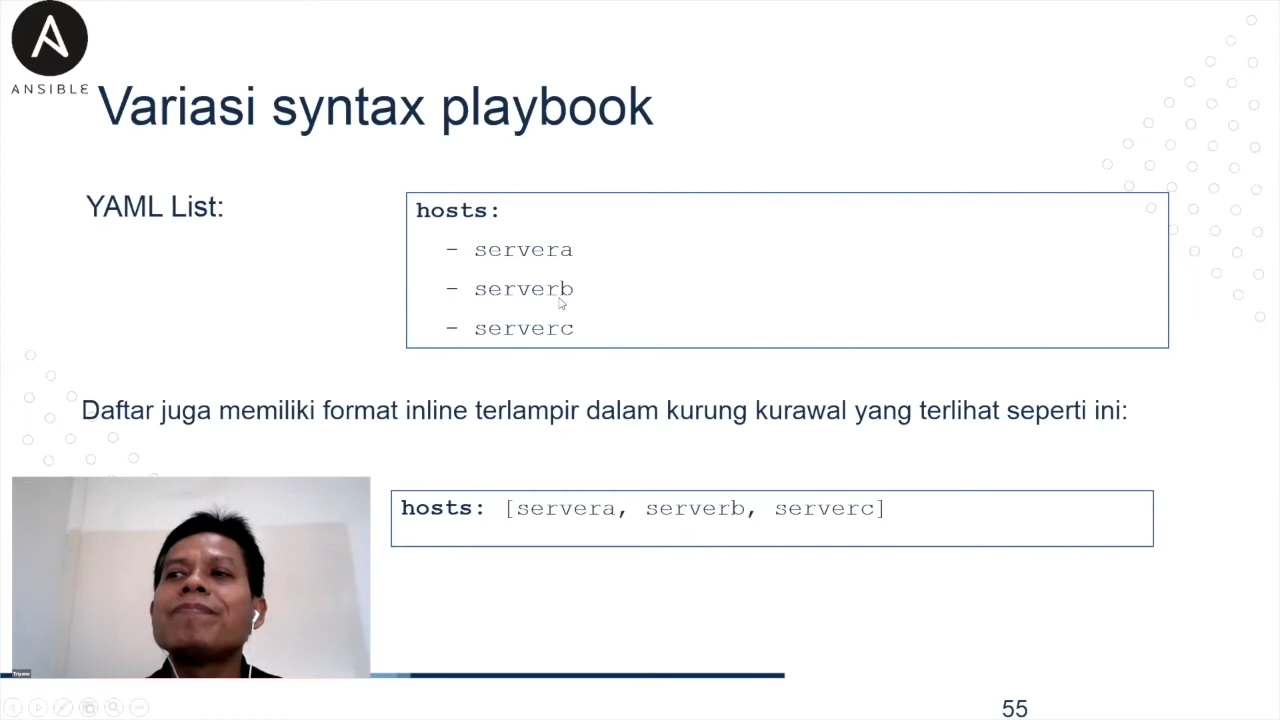 ANSIBLE
Variasi syntax playbook
YAML List:
hosts:
- servera
- serverb
- serverc
Daftar juga memiliki format inline terlampir dalam kurung kurawal yang terlihat seperti ini:
hosts: [servera, serverb, serverc]
Triyono
55